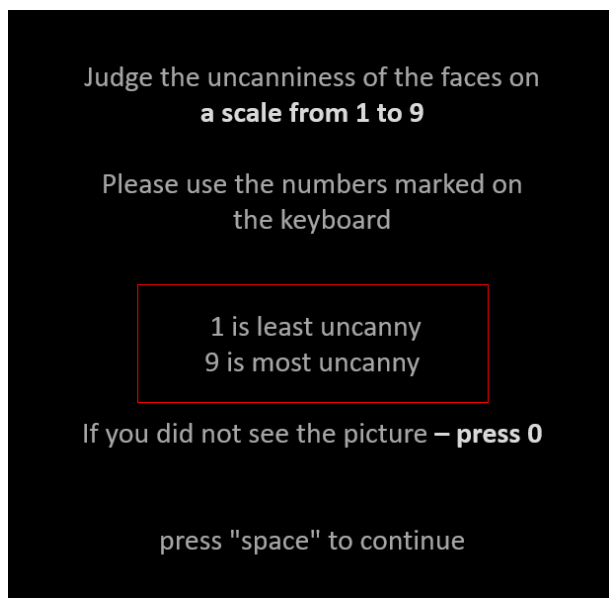 Judge the uncanniness of the faces on
a scale from 1 to 9
Please use the numbers marked on
the keyboard
1 is least uncanny
9 is most uncanny
If you did not see the picture – press 0
press "space" to continue